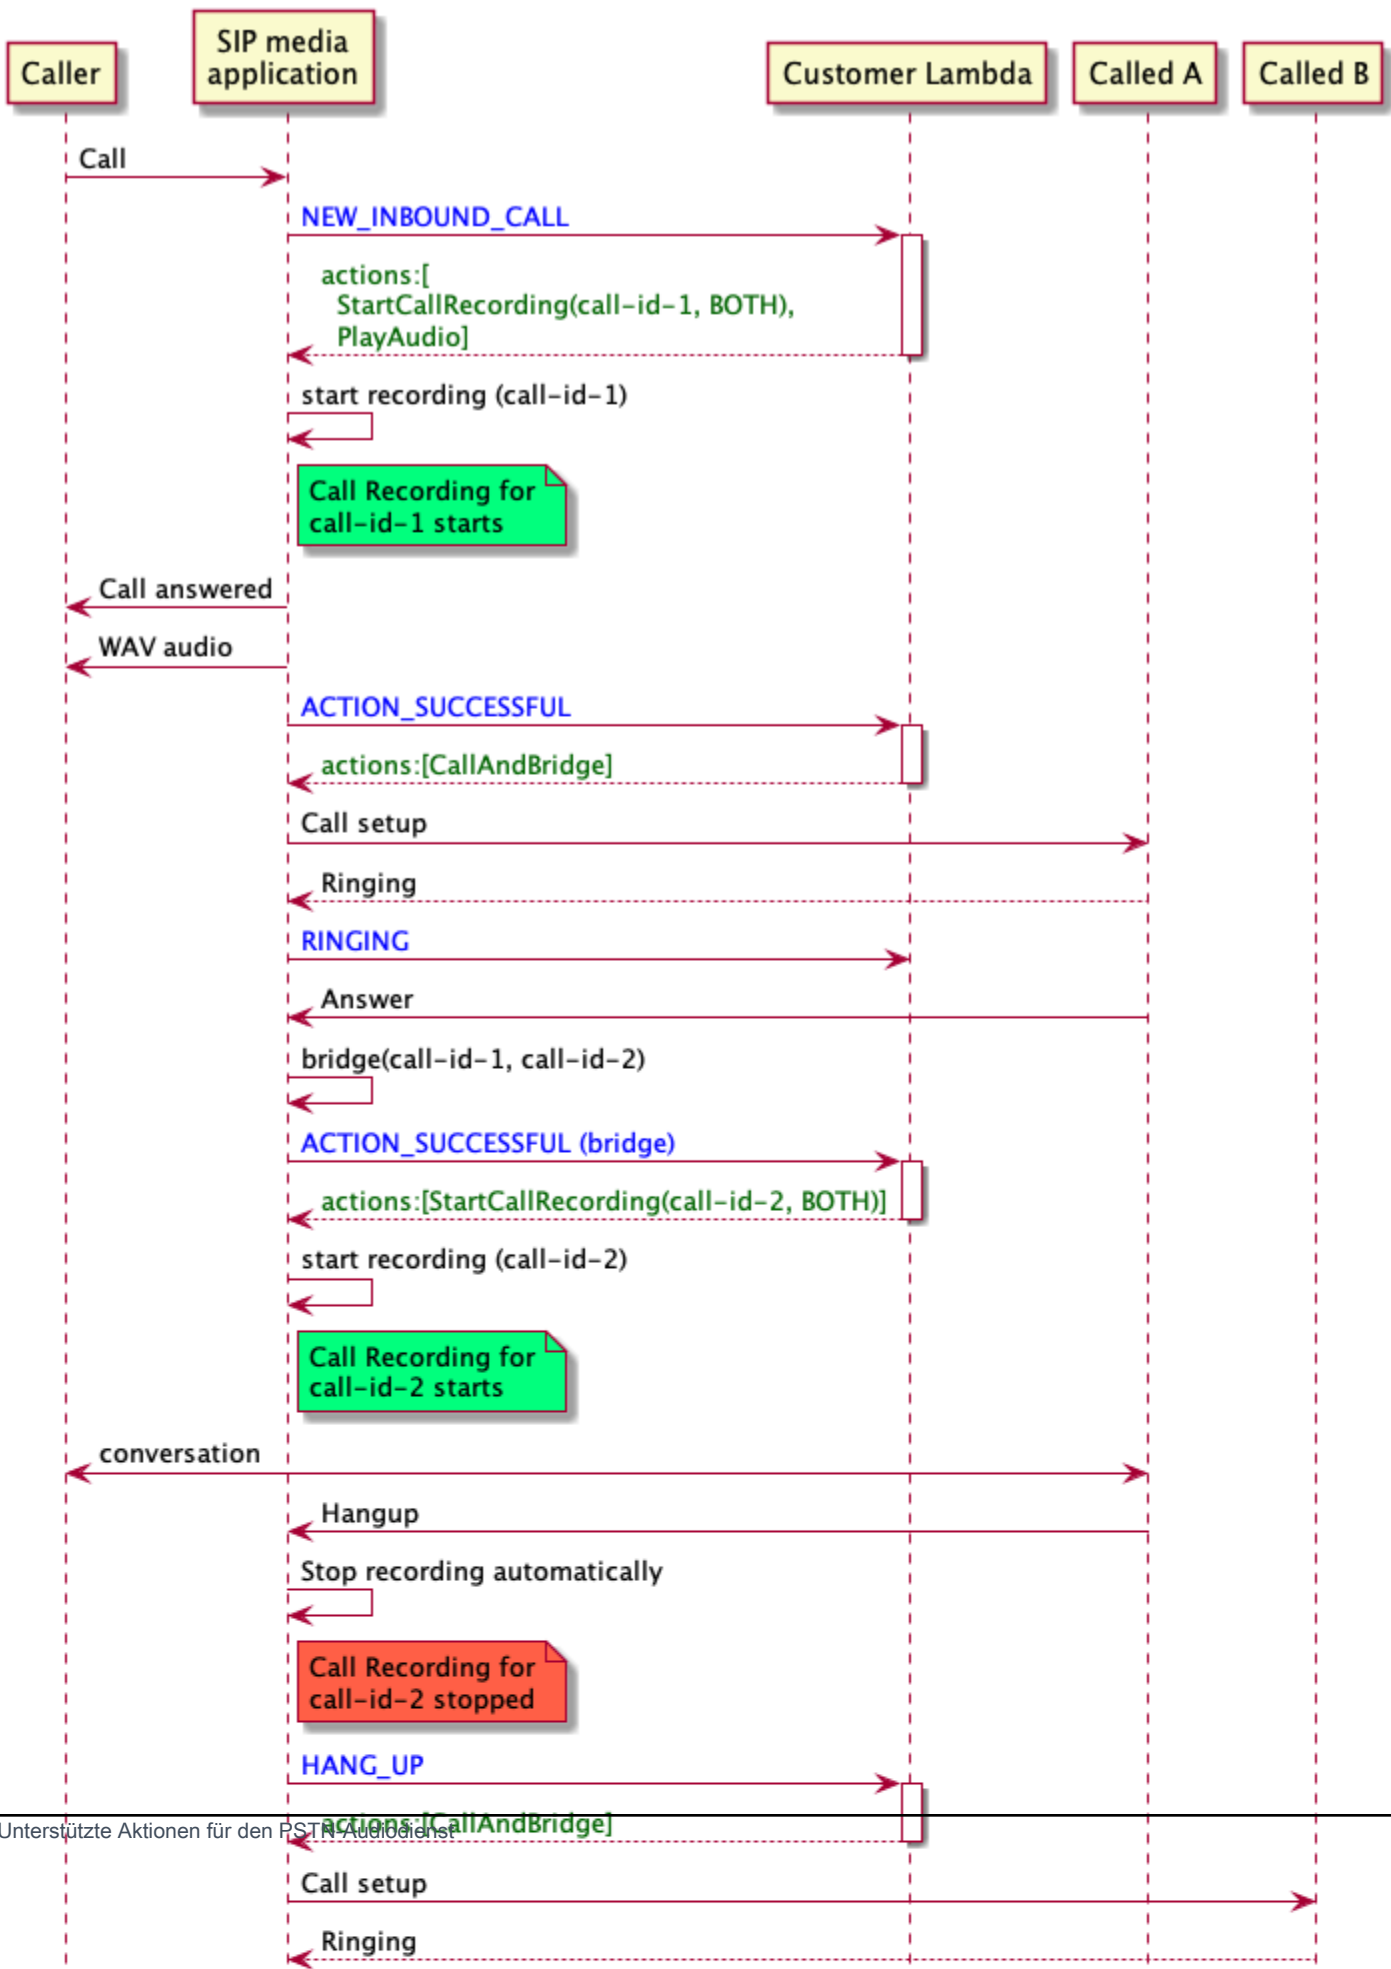 Caller
SIP media
application
Customer Lambda
Called A
Called B
Call
NEW_INBOUND_CALL
actions:[
StartCallRecording(call-id-1, BOTH),
PlayAudio]
start recording (call-id-1)
Call Recording for
call-id-1 starts
Call answered
WAV audio
ACTION_SUCCESSFUL
actions:[CallAndBridge]
Call setup
Ringing
RINGING
Answer
bridge(call-id-1, call-id-2)
ACTION_SUCCESSFUL (bridge)
actions:[StartCallRecording(call-id-2, BOTH)]
start recording (call-id-2)
Call Recording for
call-id-2 starts
conversation
Hangup
Stop recording automatically
Call Recording for
call-id-2 stopped
HANG_UP
actions:[CallAndBridge]
Unterstützte Aktionen für den PSTN-Audiodienst
Call setup
Ringing